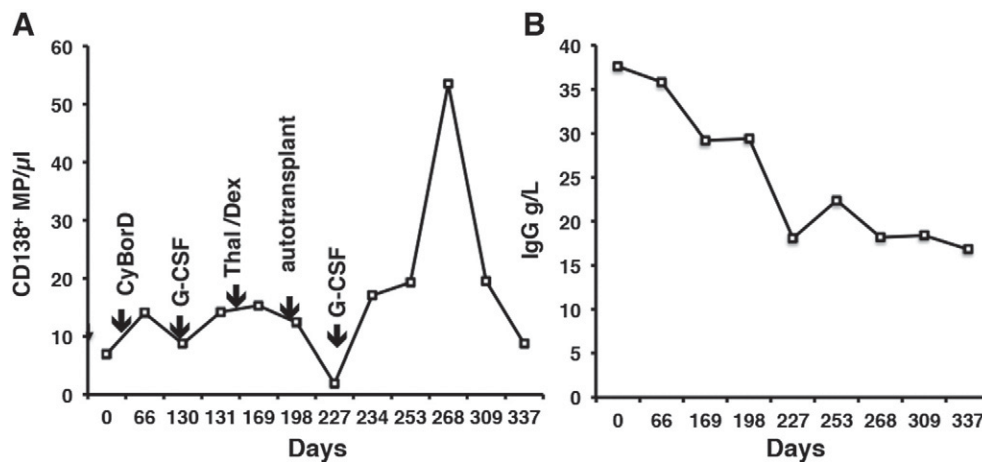 A
B
CD138⁺ MP/µl
60
50
40
30
20
10
0
CyBorD
G-CSF
Thal /Dex
autotransplant
G-CSF
0 66 130 131 169 198 227 234 253 268 309 337
Days
IgG g/L
40
35
30
25
20
15
10
5
0
0 66 169 198 227 253 268 309 337
Days